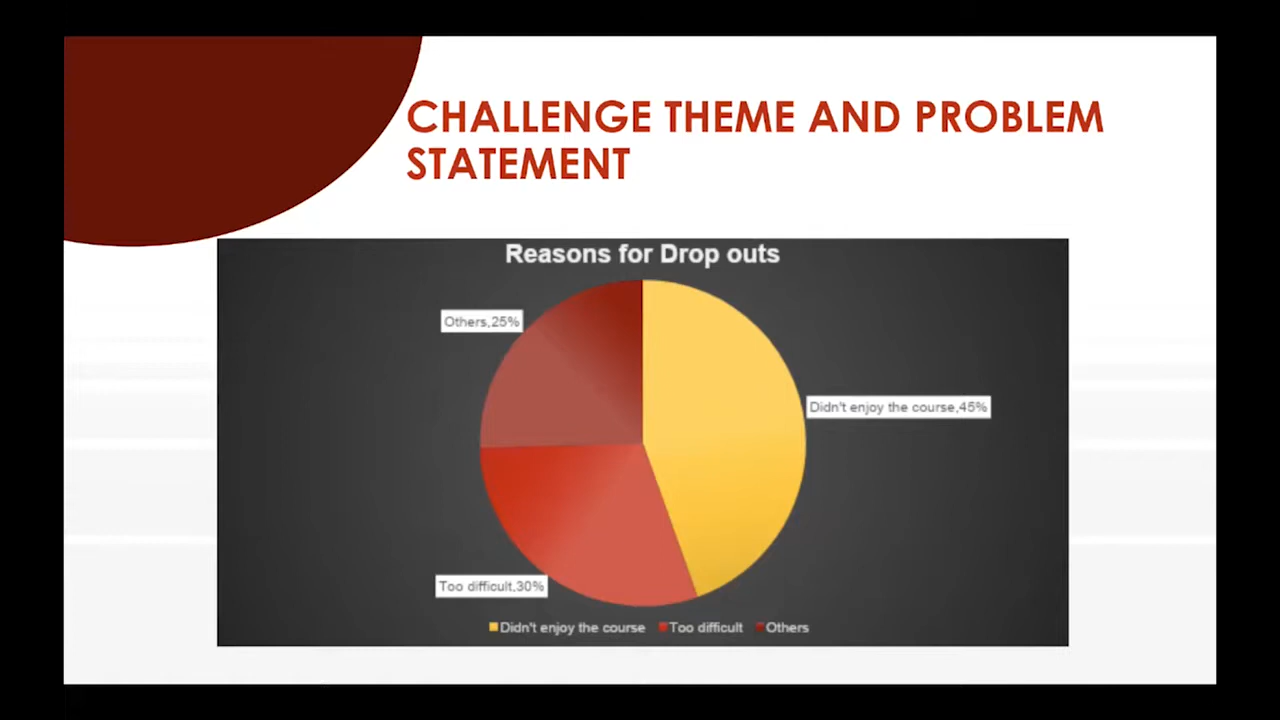 CHALLENGE THEME AND PROBLEM
STATEMENT
Reasons for Drop outs
Others,25%
Didn't enjoy the course,45%
Too difficult,30%
Didn't enjoy the course Too difficult Others